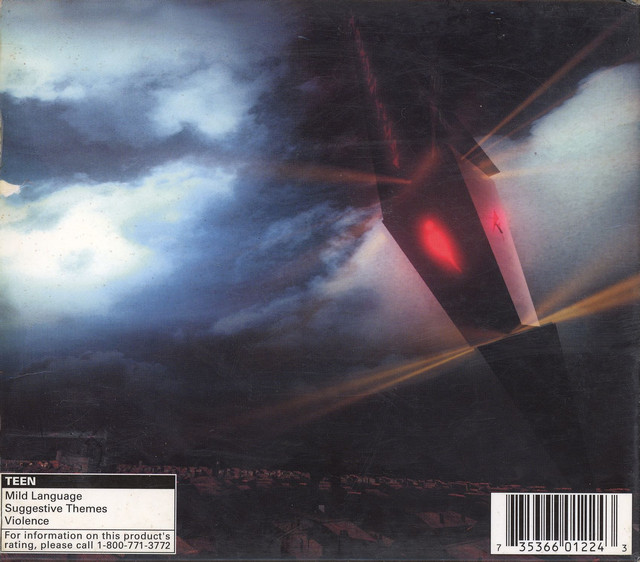 TEEN
Mild Language
Suggestive Themes
Violence
For information on this product's
rating, please call 1-800-771-3772
7 35366 01224 3